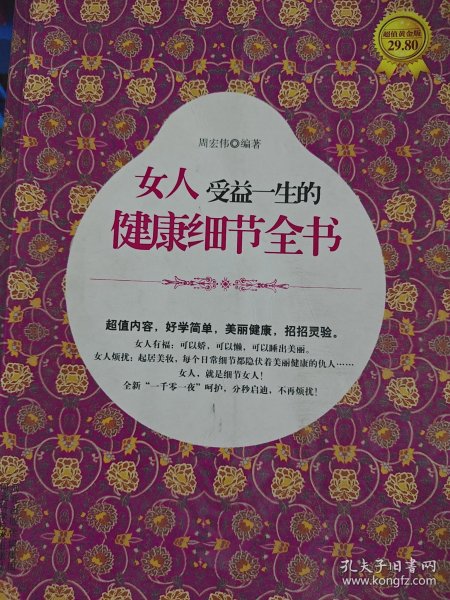 超值黄金版
29.80
周宏伟◎编著
女人 受益一生的
健康细节全书
超值内容，好学简单，美丽健康，招招灵验。
女人有福：可以娇，可以懒，可以睡出美丽。
女人烦扰：起居美妆，每个日常细节都隐伏着美丽健康的仇人……
女人，就是细节女人！
全新“一千零一夜”呵护，分秒启迪，不再烦扰！
孔夫子旧书网
www.kongfz.com